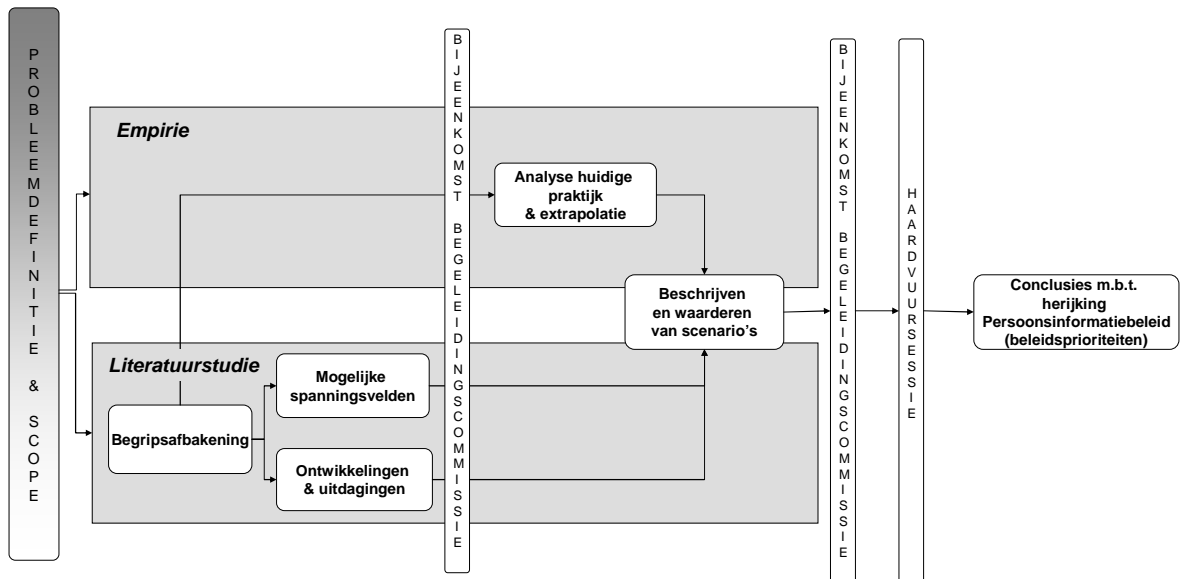 PROBLEEMDEFINITIE & SCOPE
Empirie
BIJEENKOMST BEGELEIDINGSCOMMISSIE
Analyse huidige
praktijk
& extrapolatie
Literatuurstudie
Begripsafbakening
Mogelijke
spanningsvelden
Ontwikkelingen
& uitdagingen
Beschrijven
en waarderen
van scenario's
BIJEENKOMST BEGELEIDINGSCOMMISSIE
HAARDVUURSESSIE
Conclusies m.b.t.
herijking
Persoonsinformatiebeleid
(beleidsprioriteiten)